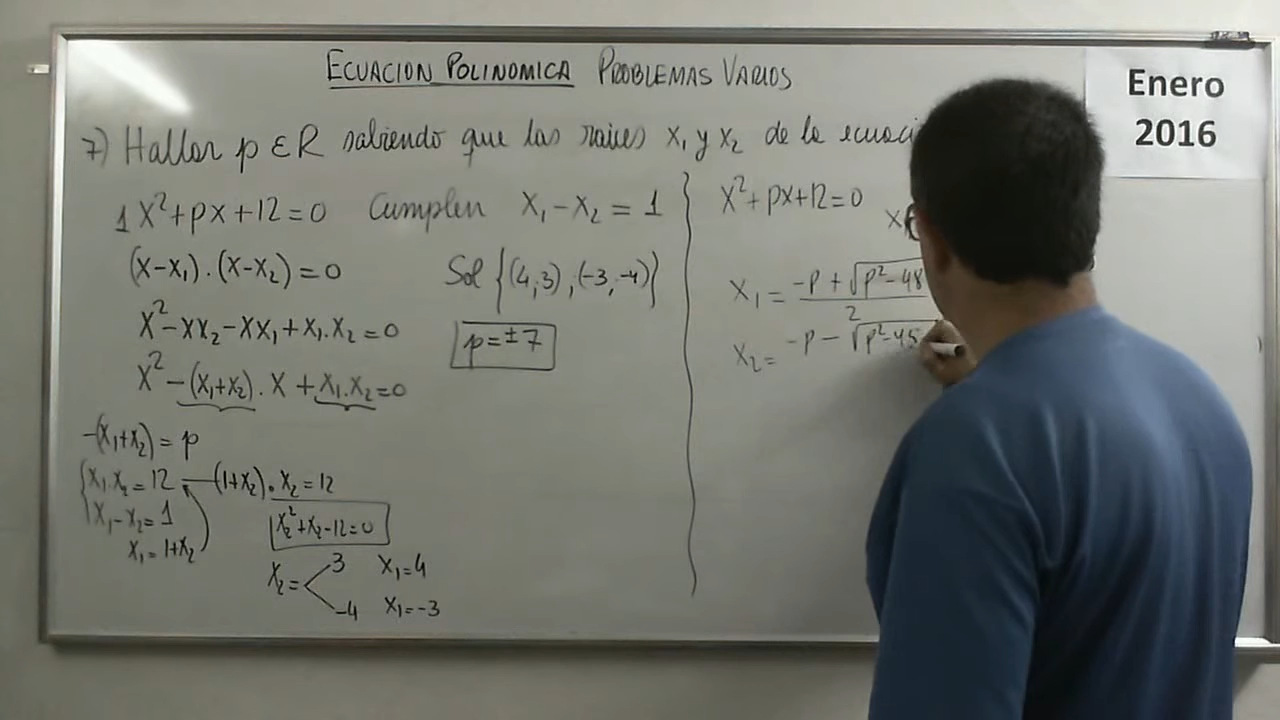 ECUACION POLINOMICA PROBLEMAS VARIOS
Enero
2016
7) Hallar p ∈ R sabiendo que las raices x₁ y x₂ de la ecuaci
1 x² + px + 12 = 0 Cumplen x₁ - x₂ = 1
(x-x₁).(x-x₂) = 0
x² - xx₂ - xx₁ + x₁.x₂ = 0
x² - (x₁+x₂).x + x₁.x₂ = 0
-(x₁+x₂) = p
x₁.x₂ = 12 (1+x₂).x₂ = 12
x₁ - x₂ = 1
x₁ = 1+x₂
x₂² + x₂ - 12 = 0
x₂ = 3 x₁ = 4
-4 x₁ = -3
Sol {(4,3),(-3,-4)}
p = ±7
x² + px + 12 = 0
x₁ = -p + √p² - 48
2
x₂ = -p - √p² - 45